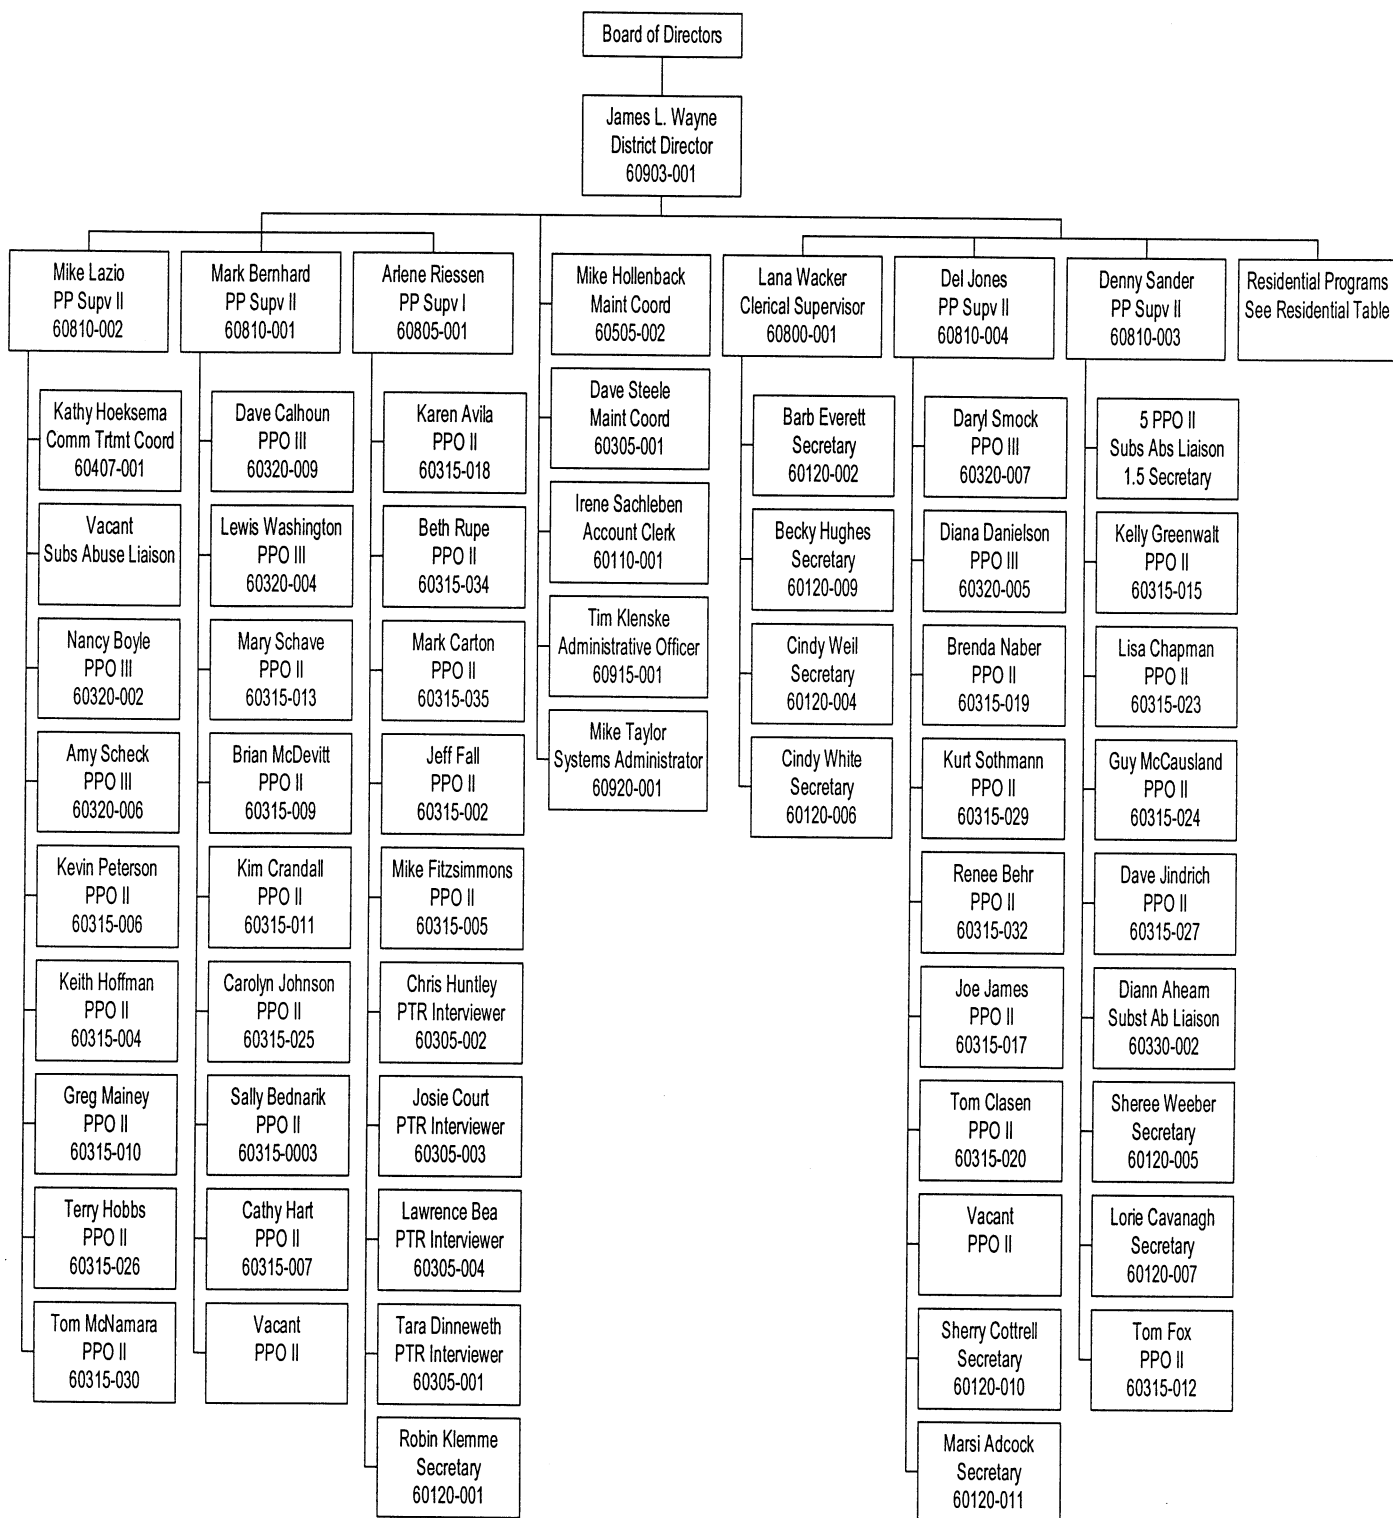 Board of Directors
James L. Wayne
District Director
60903-001
Mike Lazio
PP Supv II
60810-002
Kathy Hoeksema
Comm Trtmt Coord
60407-001
Vacant
Subs Abuse Liaison
Nancy Boyle
PPO III
60320-002
Amy Scheck
PPO III
60320-006
Kevin Peterson
PPO II
60315-006
Keith Hoffman
PPO II
60315-004
Greg Mainey
PPO II
60315-010
Terry Hobbs
PPO II
60315-026
Tom McNamara
PPO II
60315-030
Mark Bernhard
PP Supv II
60810-001
Dave Calhoun
PPO III
60320-009
Lewis Washington
PPO III
60320-004
Mary Schave
PPO II
60315-013
Brian McDevitt
PPO II
60315-009
Kim Crandall
PPO II
60315-011
Carolyn Johnson
PPO II
60315-025
Sally Bednarik
PPO II
60315-0003
Cathy Hart
PPO II
60315-007
Vacant
PPO II
Arlene Riessen
PP Supv I
60805-001
Karen Avila
PPO II
60315-018
Beth Rupe
PPO II
60315-034
Mark Carton
PPO II
60315-035
Jeff Fall
PPO II
60315-002
Mike Fitzsimmons
PPO II
60315-005
Chris Huntley
PTR Interviewer
60305-002
Josie Court
PTR Interviewer
60305-003
Lawrence Bea
PTR Interviewer
60305-004
Tara Dinneweth
PTR Interviewer
60305-001
Robin Klemme
Secretary
60120-001
Mike Hollenback
Maint Coord
60505-002
Dave Steele
Maint Coord
60305-001
Irene Sachleben
Account Clerk
60110-001
Tim Klenske
Administrative Officer
60915-001
Mike Taylor
Systems Administrator
60920-001
Lana Wacker
Clerical Supervisor
60800-001
Barb Everett
Secretary
60120-002
Becky Hughes
Secretary
60120-009
Cindy Weil
Secretary
60120-004
Cindy White
Secretary
60120-006
Del Jones
PP Supv II
60810-004
Daryl Smock
PPO III
60320-007
Diana Danielson
PPO III
60320-005
Brenda Naber
PPO II
60315-019
Kurt Sothmann
PPO II
60315-029
Renee Behr
PPO II
60315-032
Joe James
PPO II
60315-017
Tom Clasen
PPO II
60315-020
Vacant
PPO II
Sherry Cottrell
Secretary
60120-010
Marsi Adcock
Secretary
60120-011
Denny Sander
PP Supv II
60810-003
5 PPO II
Subs Abs Liaison
1.5 Secretary
Kelly Greenwalt
PPO II
60315-015
Lisa Chapman
PPO II
60315-023
Guy McCausland
PPO II
60315-024
Dave Jindrich
PPO II
60315-027
Diann Ahearn
Subst Ab Liaison
60330-002
Sheree Weeber
Secretary
60120-005
Lorie Cavanagh
Secretary
60120-007
Tom Fox
PPO II
60315-012
Residential Programs
See Residential Table